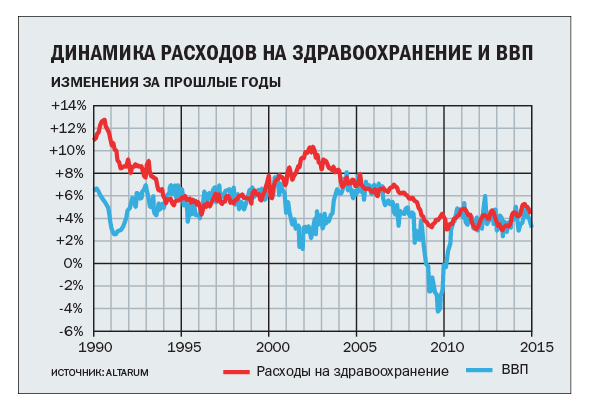 ДИНАМИКА РАСХОДОВ НА ЗДРАВООХРАНЕНИЕ И ВВП
ИЗМЕНЕНИЯ ЗА ПРОШЛЫЕ ГОДЫ
+14%
+12%
+10%
+8%
+6%
+4%
+2%
0%
-2%
-4%
-6%
1990 1995 2000 2005 2010 2015
ИСТОЧНИК: ALTARUM Расходы на здравоохранение ВВП